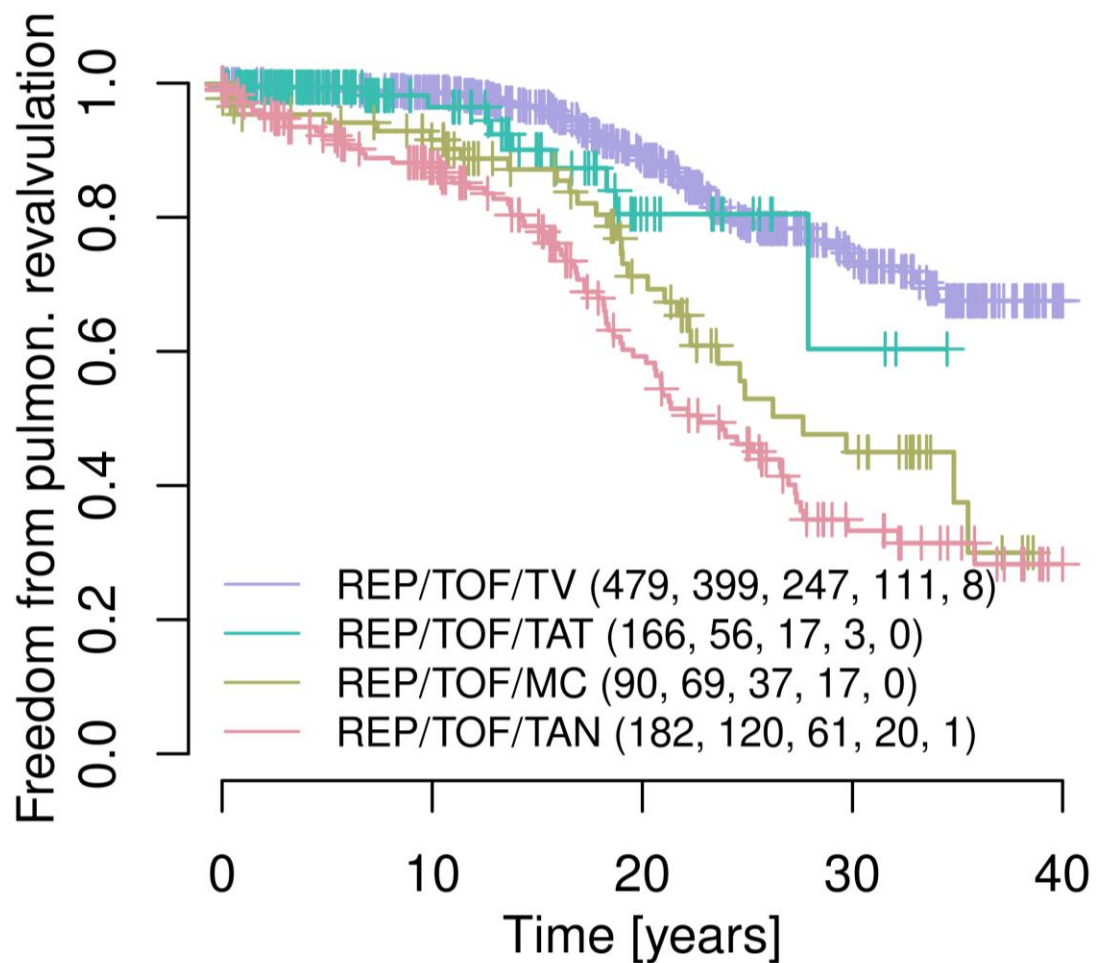 Freedom from pulmon. revalvulation
1.0
0.8
0.6
0.4
0.2
0.0
REP/TOF/TV (479, 399, 247, 111, 8)
REP/TOF/TAT (166, 56, 17, 3, 0)
REP/TOF/MC (90, 69, 37, 17, 0)
REP/TOF/TAN (182, 120, 61, 20, 1)
0 10 20 30 40
Time [years]